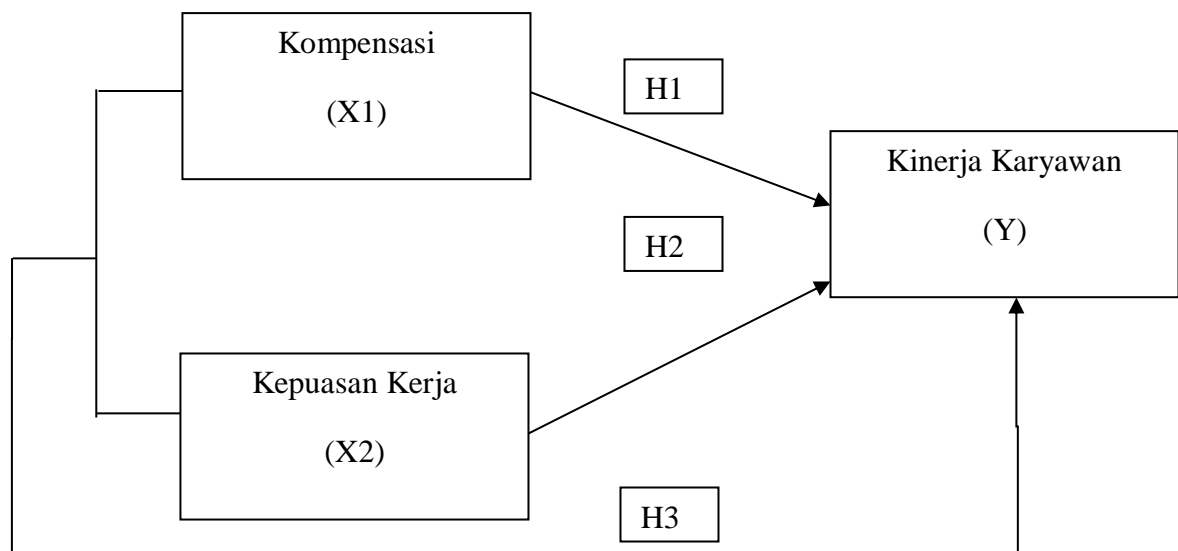 Kompensasi
(X1)
H1
Kinerja Karyawan
(Y)
H2
Kepuasan Kerja
(X2)
H3